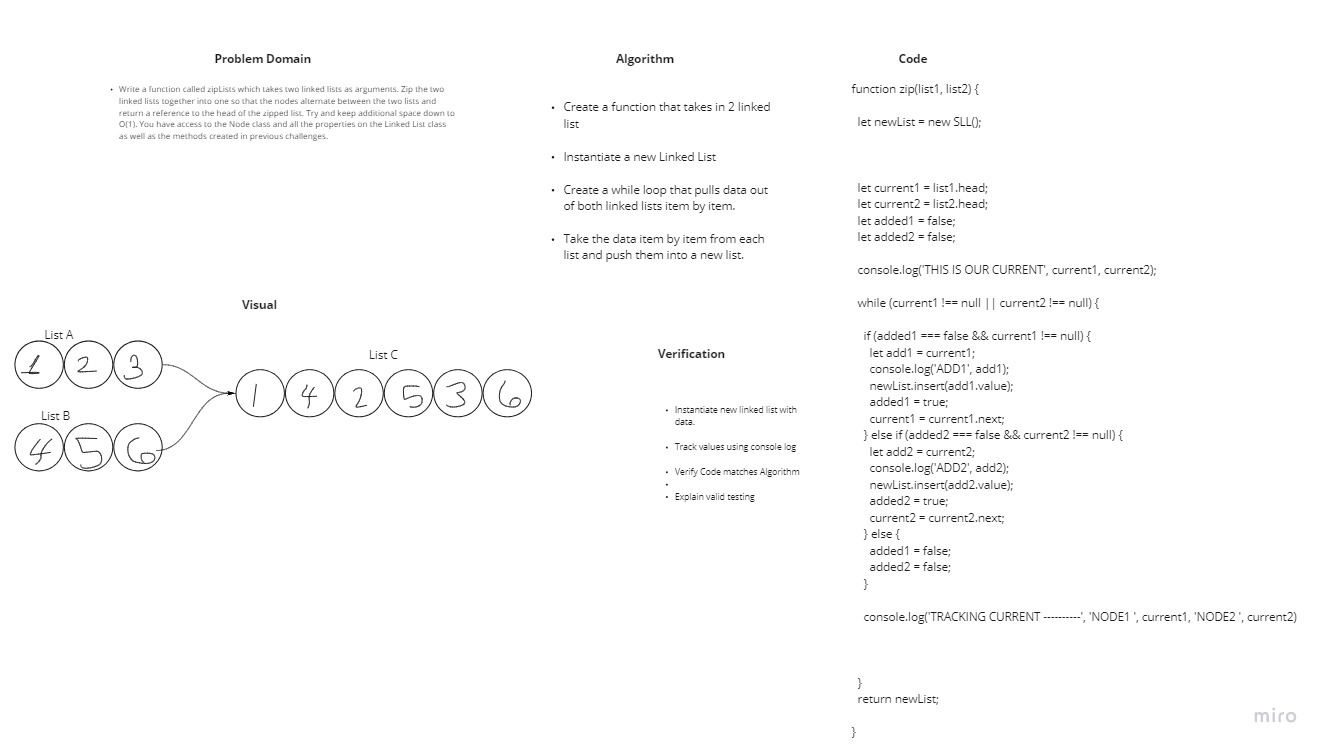 Problem Domain
• Write a function called zipLists which takes two linked lists as arguments. Zip the two
linked lists together into one so that the nodes alternate between the two lists and
return a reference to the head of the zipped list. Try and keep additional space down to
O(1). You have access to the Node class and all the properties on the Linked List class
as well as the methods created in previous challenges.
Visual
List A
1 2 3
List B
4 5 6
List C
1 4 2 5 3 6
Algorithm
• Create a function that takes in 2 linked
list
• Instantiate a new Linked List
• Create a while loop that pulls data out
of both linked lists item by item.
• Take the data item by item from each
list and push them into a new list.
Verification
• Instantiate new linked list with
data.
• Track values using console log
• Verify Code matches Algorithm
•
• Explain valid testing
Code
function zip(list1, list2) {
let newList = new SLL();
let current1 = list1.head;
let current2 = list2.head;
let added1 = false;
let added2 = false;
console.log('THIS IS OUR CURRENT', current1, current2);
while (current1 !== null || current2 !== null) {
if (added1 === false && current1 !== null) {
let add1 = current1;
console.log('ADD1', add1);
newList.insert(add1.value);
added1 = true;
current1 = current1.next;
} else if (added2 === false && current2 !== null) {
let add2 = current2;
console.log('ADD2', add2);
newList.insert(add2.value);
added2 = true;
current2 = current2.next;
} else {
added1 = false;
added2 = false;
}
console.log('TRACKING CURRENT ----------', 'NODE1 ', current1, 'NODE2 ', current2)
}
return newList;
}
miro